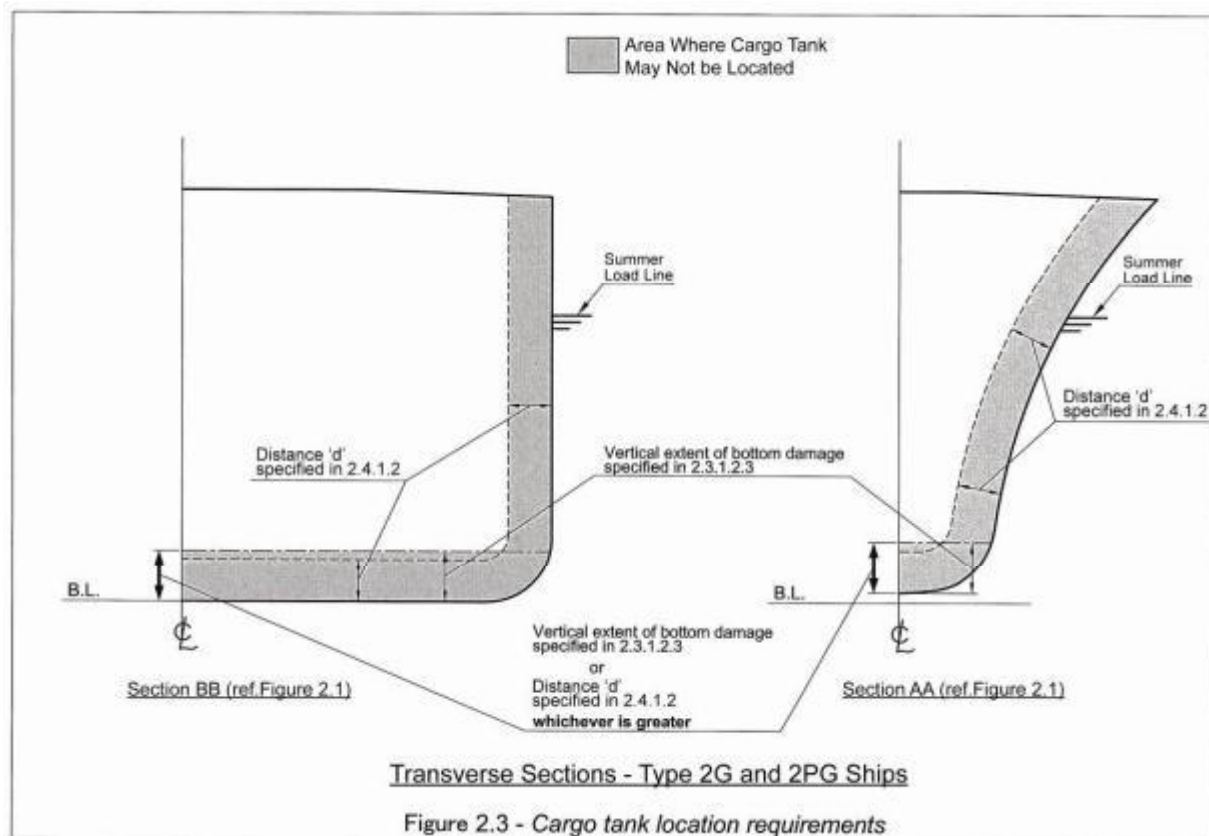 Area Where Cargo Tank
May Not be Located
Summer
Load Line
Summer
Load Line
Distance 'd'
specified in 2.4.1.2
Vertical extent of bottom damage
specified in 2.3.1.2.3
Distance 'd'
specified in 2.4.1.2
B.L.
B.L.
Vertical extent of bottom damage
specified in 2.3.1.2.3
or
Distance 'd'
specified in 2.4.1.2
whichever is greater
Section BB (ref.Figure 2.1)
Section AA (ref.Figure 2.1)
Transverse Sections - Type 2G and 2PG Ships
Figure 2.3 - Cargo tank location requirements